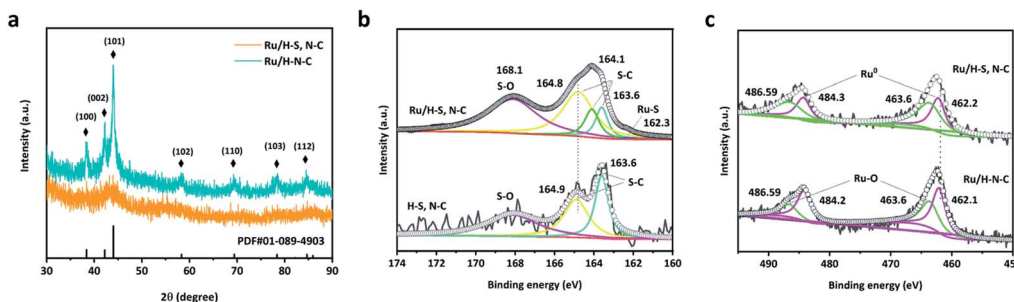 a
Intensity (a.u.)
Ru/H-S, N-C
Ru/H-N-C
(100)
(002)
(101)
(102)
(110)
(103)
(112)
PDF#01-089-4903
30 40 50 60 70 80 90
2θ (degree)
b
Intensity (a.u.)
168.1
S-O
164.8
164.1
S-C
163.6
Ru-S
162.3
Ru/H-S, N-C
H-S, N-C
S-O
164.9
163.6
S-C
174 172 170 168 166 164 162 160
Binding energy (eV)
c
Intensity (a.u.)
Ru⁰
Ru/H-S, N-C
486.59
484.3
463.6
462.2
Ru/H-N-C
486.59
Ru-O
484.2
463.6
462.1
490 480 470 460 45
Binding energy (eV)